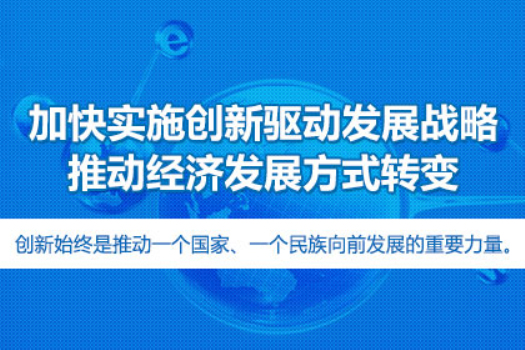 加快实施创新驱动发展战略
推动经济发展方式转变
创新始终是推动一个国家、一个民族向前发展的重要力量。